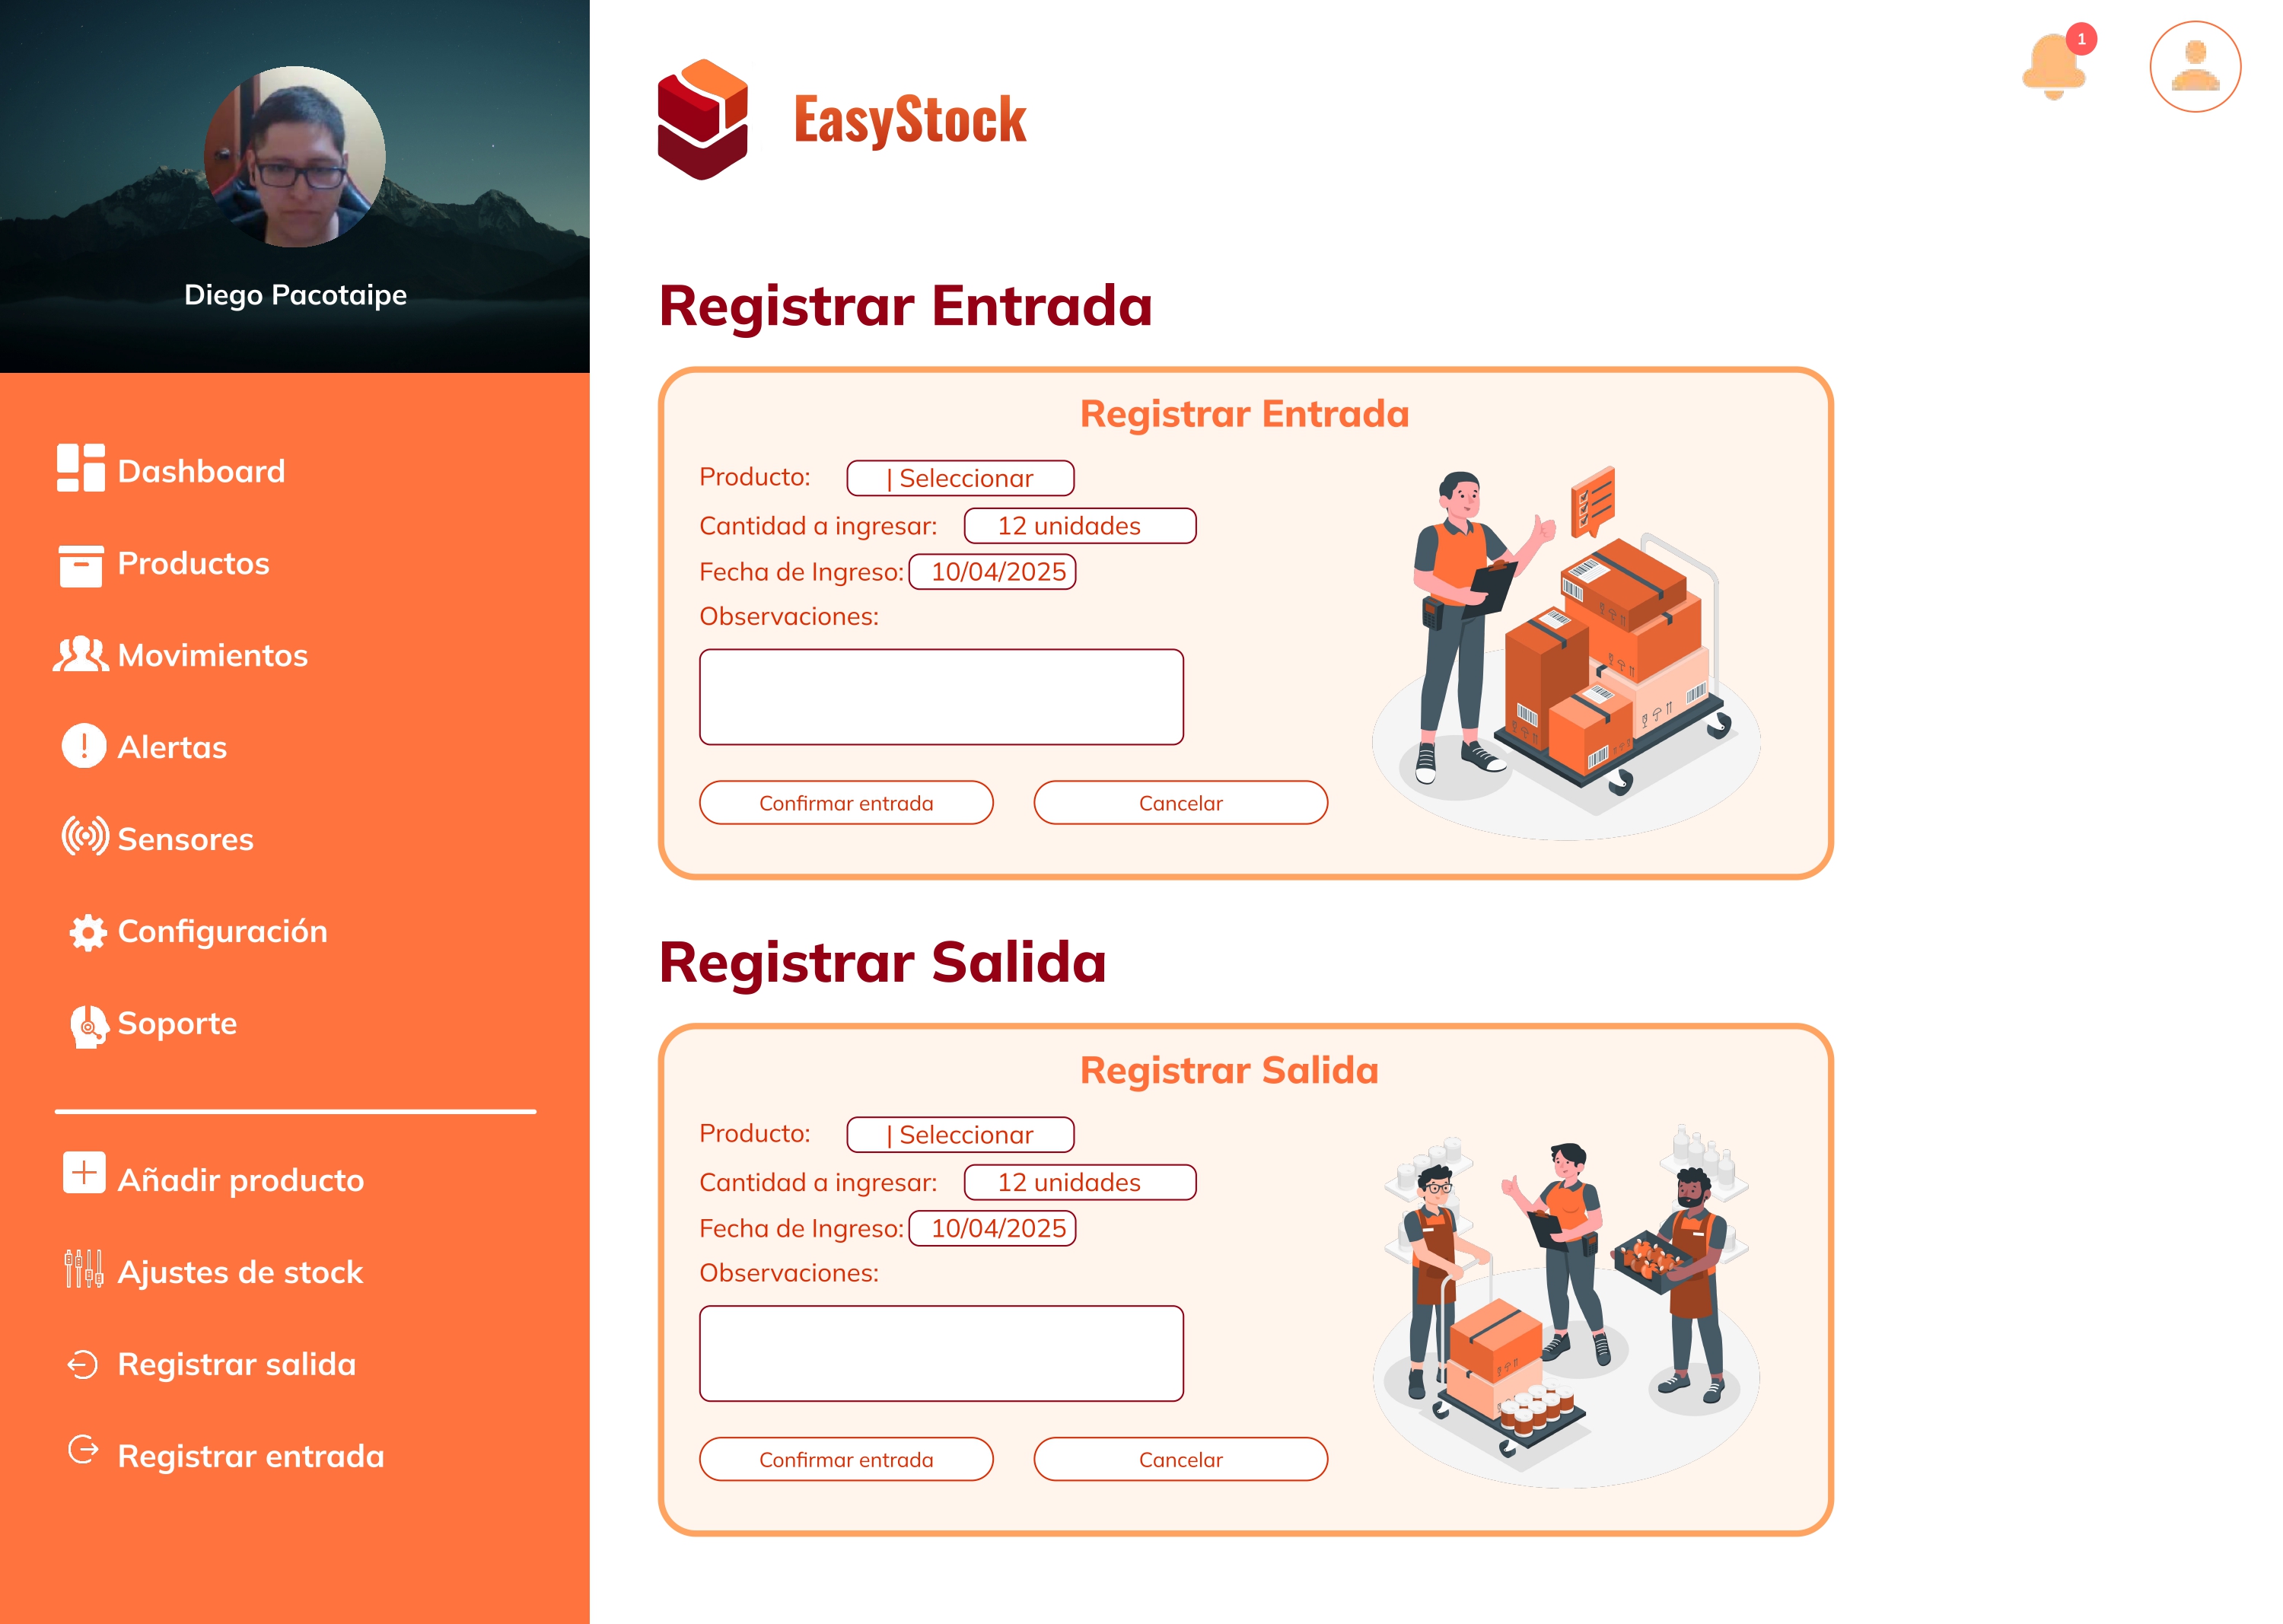 Diego Pacotaipe
Dashboard
Productos
Movimientos
Alertas
Sensores
Configuración
Soporte
Añadir producto
Ajustes de stock
Registrar salida
Registrar entrada
EasyStock
1
Registrar Entrada
Registrar Entrada
Producto: | Seleccionar
Cantidad a ingresar: 12 unidades
Fecha de Ingreso: 10/04/2025
Observaciones:
Confirmar entrada Cancelar
Registrar Salida
Registrar Salida
Producto: | Seleccionar
Cantidad a ingresar: 12 unidades
Fecha de Ingreso: 10/04/2025
Observaciones:
Confirmar entrada Cancelar